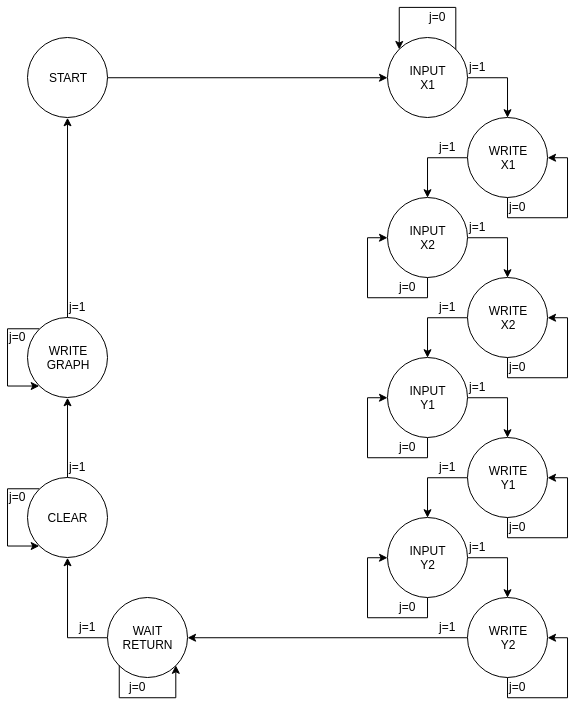 j=0
START
INPUT
X1
j=1
j=1
WRITE
X1
j=0
INPUT
X2
j=1
j=0
j=1
j=1
WRITE
X2
j=0
WRITE
GRAPH
j=0
j=1
INPUT
Y1
j=1
j=0
j=1
j=1
WRITE
Y1
j=0
CLEAR
j=0
INPUT
Y2
j=1
j=0
j=1
WAIT
RETURN
j=1
WRITE
Y2
j=0
j=0